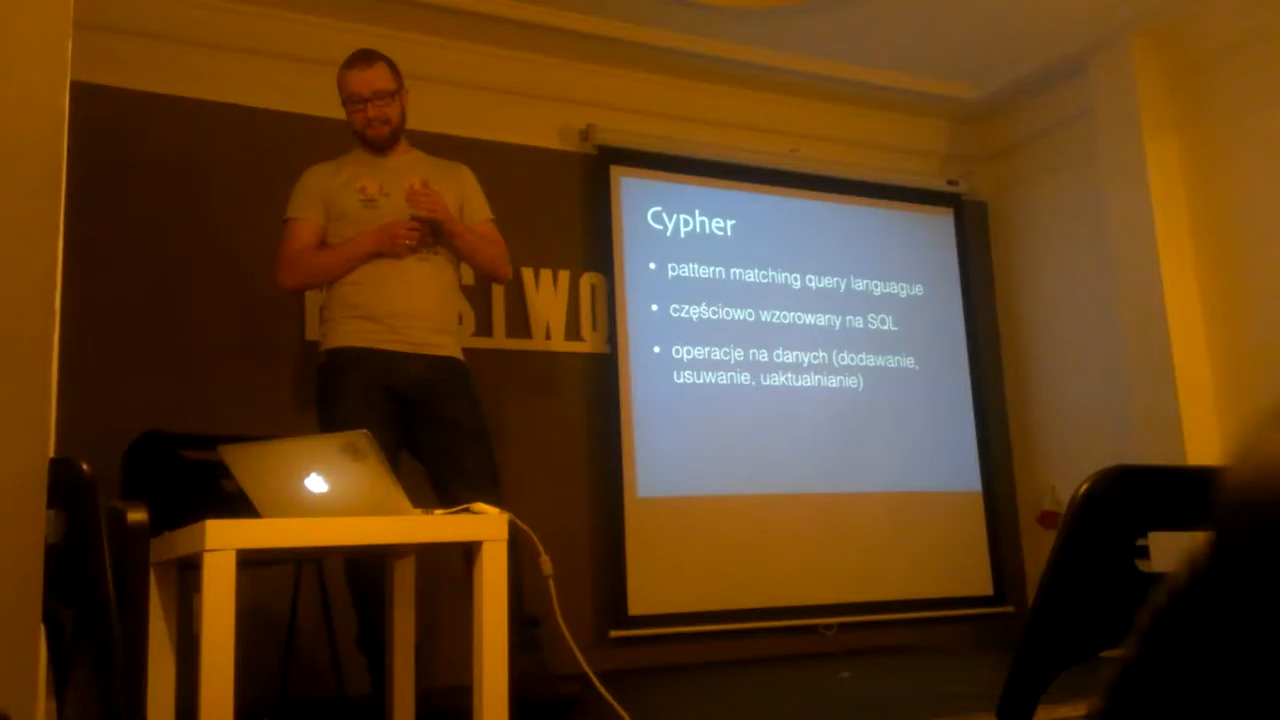 Cypher
• pattern matching query languague
• częściowo wzorowany na SQL
• operacje na danych (dodawanie,
usuwanie, uaktualnianie)